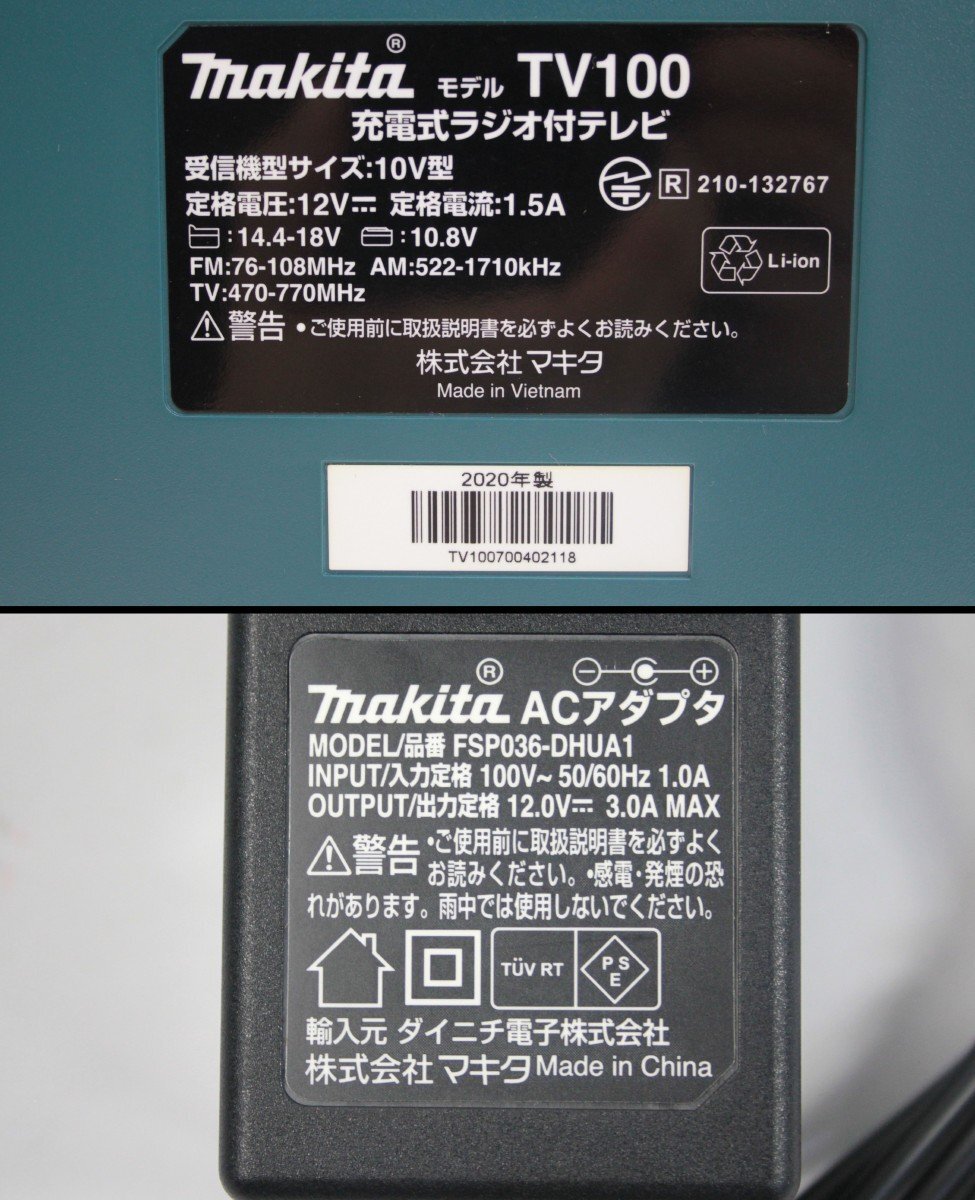 makita® モデル TV100
充電式ラジオ付テレビ
受信機型サイズ:10V型
定格電圧:12V⎓ 定格電流:1.5A
R 210-132767
:14.4-18V :10.8V
Li-ion
FM:76-108MHz AM:522-1710kHz
TV:470-770MHz
⚠警告 •ご使用前に取扱説明書を必ずよくお読みください。
株式会社 マキタ
Made in Vietnam
2020年製
TV100700402118
makita® ACアダプタ
MODEL/品番 FSP036-DHUA1
INPUT/入力定格 100V~ 50/60Hz 1.0A
OUTPUT/出力定格 12.0V⎓ 3.0A MAX
⚠警告 •ご使用前に取扱説明書を必ずよく
お読みください。•感電・発煙の恐
れがあります。雨中では使用しないでください。
TÜV RT PSE
輸入元 ダイニチ電子株式会社
株式会社 マキタ Made in China